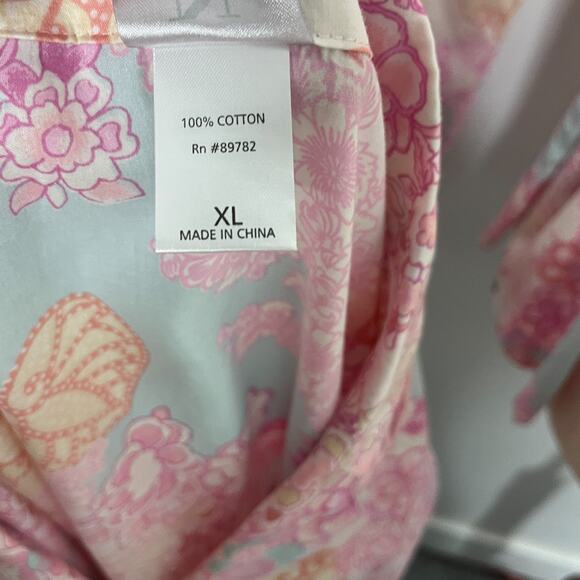 100% COTTON
Rn #89782
XL
MADE IN CHINA